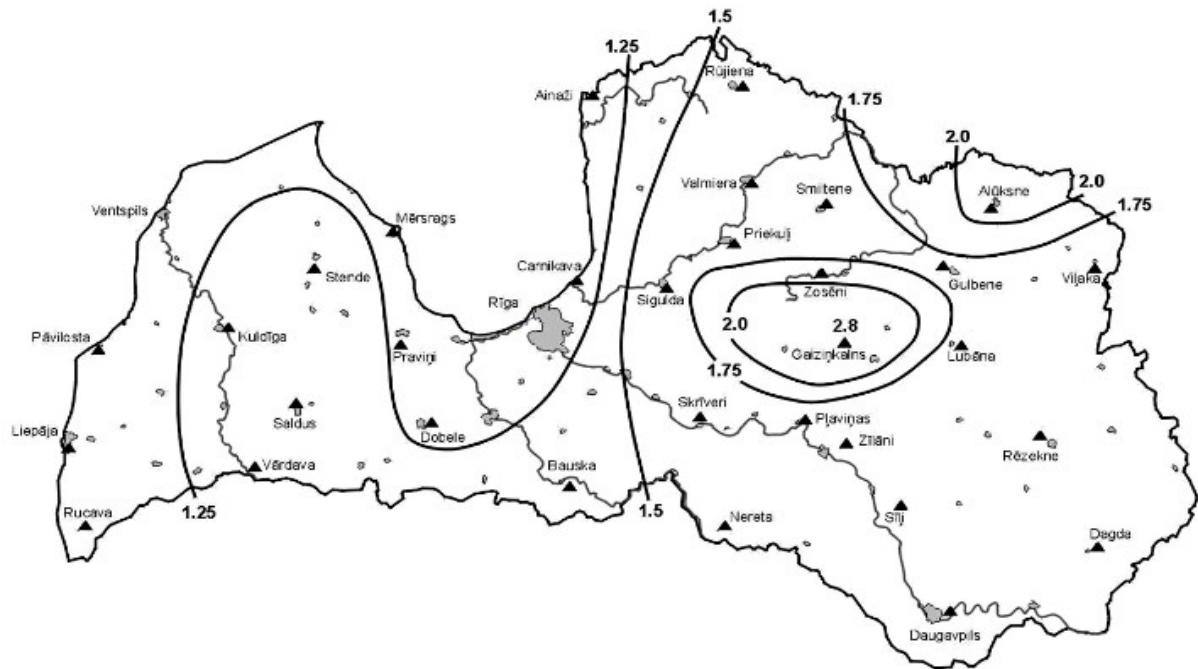 1.5
1.25
Rūjiena
Ainaži
1.75
2.0
Valmiera
Smiltene
Alūksne
2.0
1.75
Ventspils
Mērsrags
Priekuļi
Stende
Carnikava
Sigulda
Zosēni
Gulbene
Viļaka
Rīga
Kuldīga
2.0
2.8
Pāvilosta
Praviņi
Gaiziņkalns
Lubāna
1.75
Skrīveri
Pļaviņas
Liepāja
Saldus
Dobele
Zīlāni
Rēzekne
Vārdava
Bauska
1.25
1.5
Rucava
Nereta
Sīļi
Dagda
Daugavpils